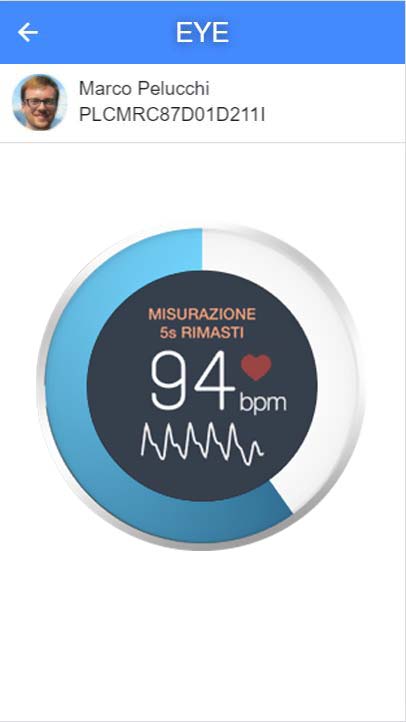 EYE
Marco Pelucchi
PLCMRC87D01D211I
MISURAZIONE
5s RIMASTI
94 bpm